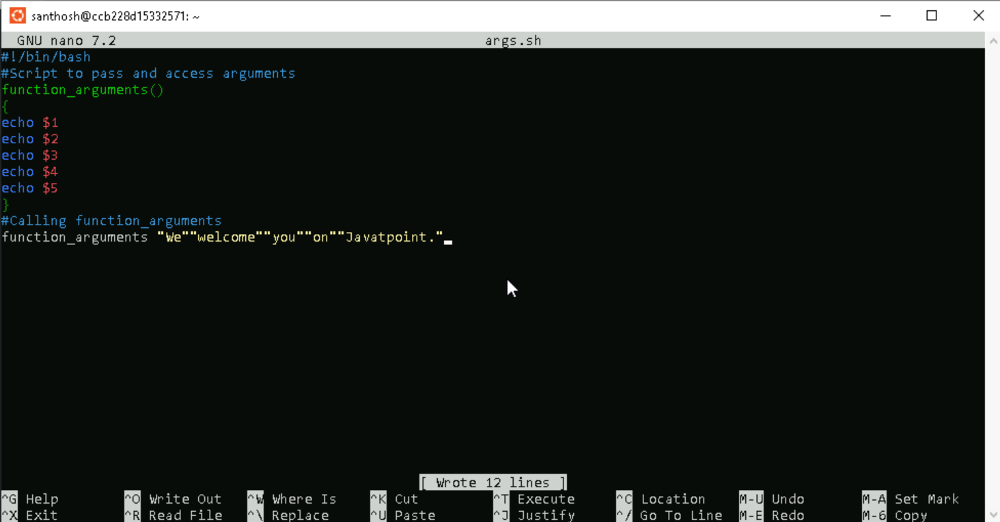 santhosh@ccb228d15332571: ~
GNU nano 7.2 args.sh
#!/bin/bash
#Script to pass and access arguments
function_arguments()
{
echo $1
echo $2
echo $3
echo $4
echo $5
}
#Calling function_arguments
function_arguments "We""welcome""you""on""Javatpoint."
[ Wrote 12 lines ]
^G Help ^O Write Out ^W Where Is ^K Cut ^T Execute ^C Location M-U Undo M-A Set Mark
^X Exit ^R Read File ^\ Replace ^U Paste ^J Justify ^/ Go To Line M-E Redo M-6 Copy